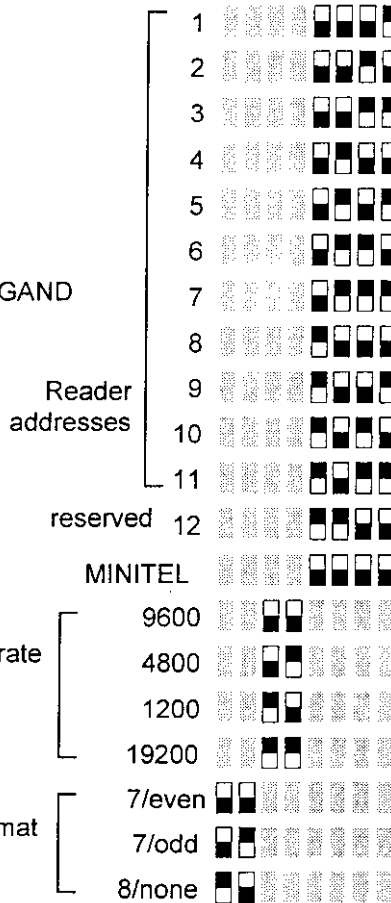 1
2
3
4
5
6
GAND 7
8
Reader 9
addresses 10
11
reserved 12
MINITEL
9600
rate 4800
1200
19200
7/even
mat 7/odd
8/none